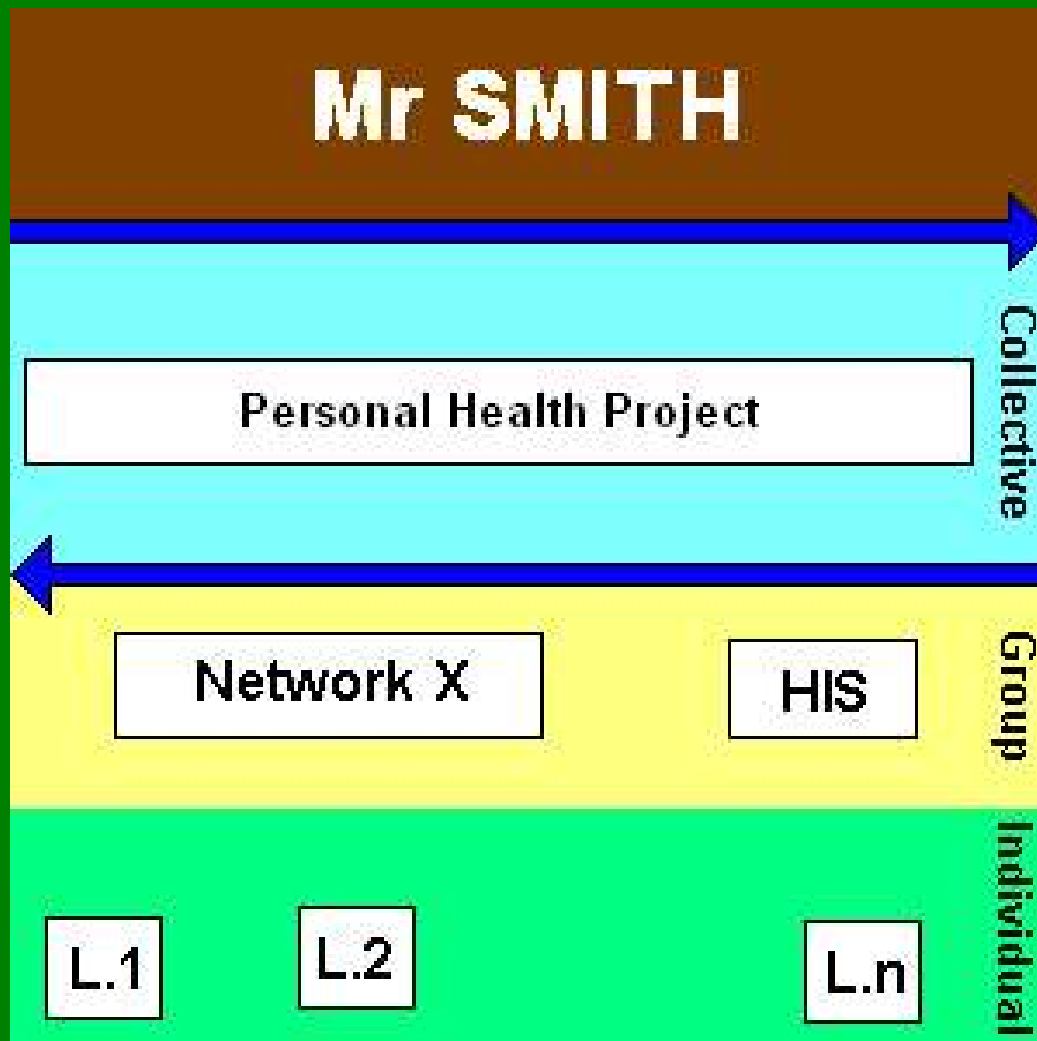 Mr SMITH
Collective
Personal Health Project
Group
Network X
HIS
Individual
L.1
L.2
L.n